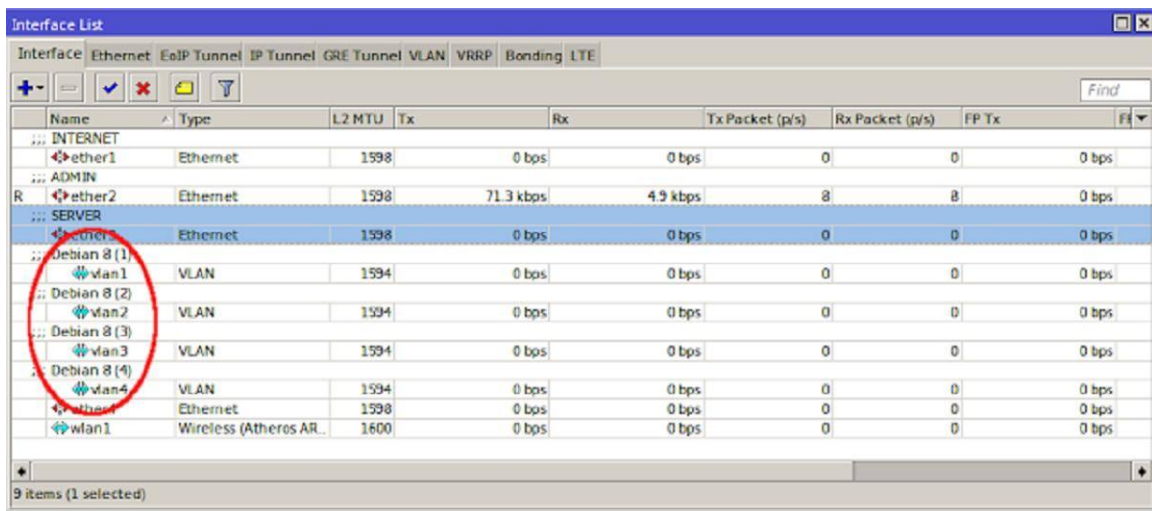 Interface List
Interface Ethernet EoIP Tunnel IP Tunnel GRE Tunnel VLAN VRRP Bonding LTE
Find
Name Type L2 MTU Tx Rx Tx Packet (p/s) Rx Packet (p/s) FP Tx
;;; INTERNET
ether1 Ethernet 1598 0 bps 0 bps 0 0 0 bps
;;; ADMIN
R ether2 Ethernet 1598 71.3 kbps 4.9 kbps 8 8 0 bps
;;; SERVER
ether3 Ethernet 1598 0 bps 0 bps 0 0 0 bps
;;; Debian 8 (1)
vlan1 VLAN 1594 0 bps 0 bps 0 0 0 bps
;;; Debian 8 (2)
vlan2 VLAN 1594 0 bps 0 bps 0 0 0 bps
;;; Debian 8 (3)
vlan3 VLAN 1594 0 bps 0 bps 0 0 0 bps
;;; Debian 8 (4)
vlan4 VLAN 1594 0 bps 0 bps 0 0 0 bps
ether4 Ethernet 1598 0 bps 0 bps 0 0 0 bps
wlan1 Wireless (Atheros AR... 1600 0 bps 0 bps 0 0 0 bps
9 items (1 selected)